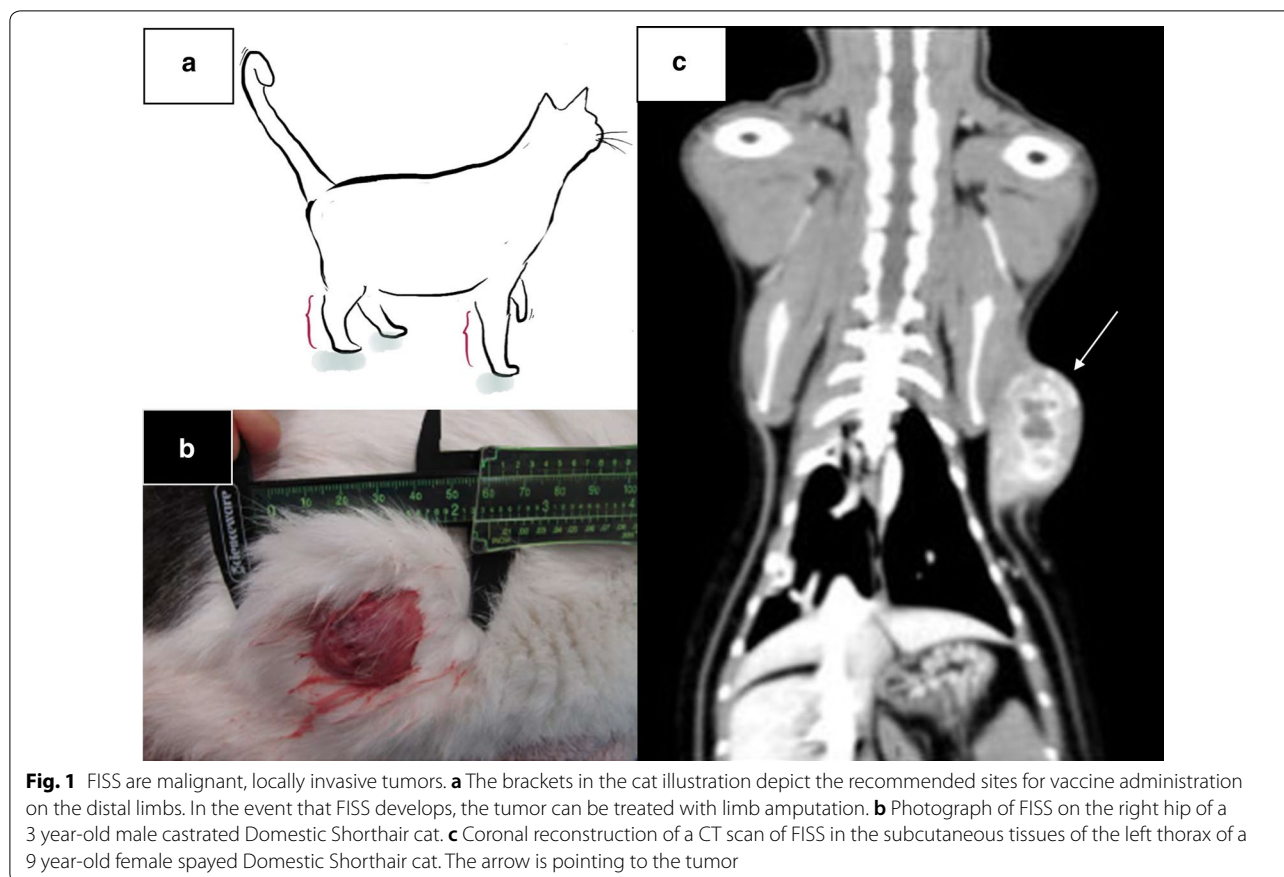 a
c
b
Scienceware
Fig. 1 FISS are malignant, locally invasive tumors. a The brackets in the cat illustration depict the recommended sites for vaccine administration
on the distal limbs. In the event that FISS develops, the tumor can be treated with limb amputation. b Photograph of FISS on the right hip of a
3 year-old male castrated Domestic Shorthair cat. c Coronal reconstruction of a CT scan of FISS in the subcutaneous tissues of the left thorax of a
9 year-old female spayed Domestic Shorthair cat. The arrow is pointing to the tumor